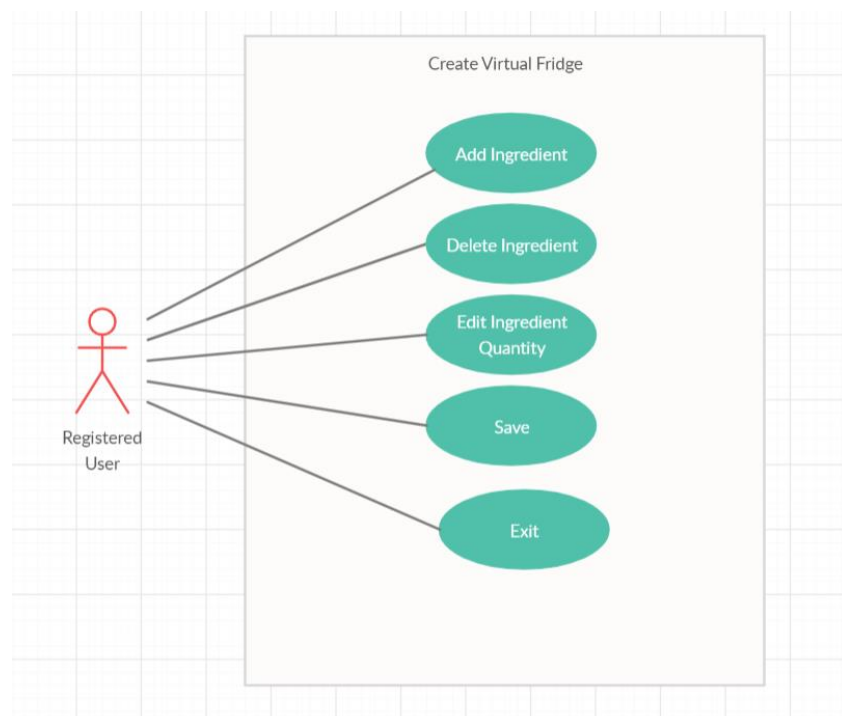 Create Virtual Fridge
Add Ingredient
Delete Ingredient
Edit Ingredient
Quantity
Save
Exit
Registered
User